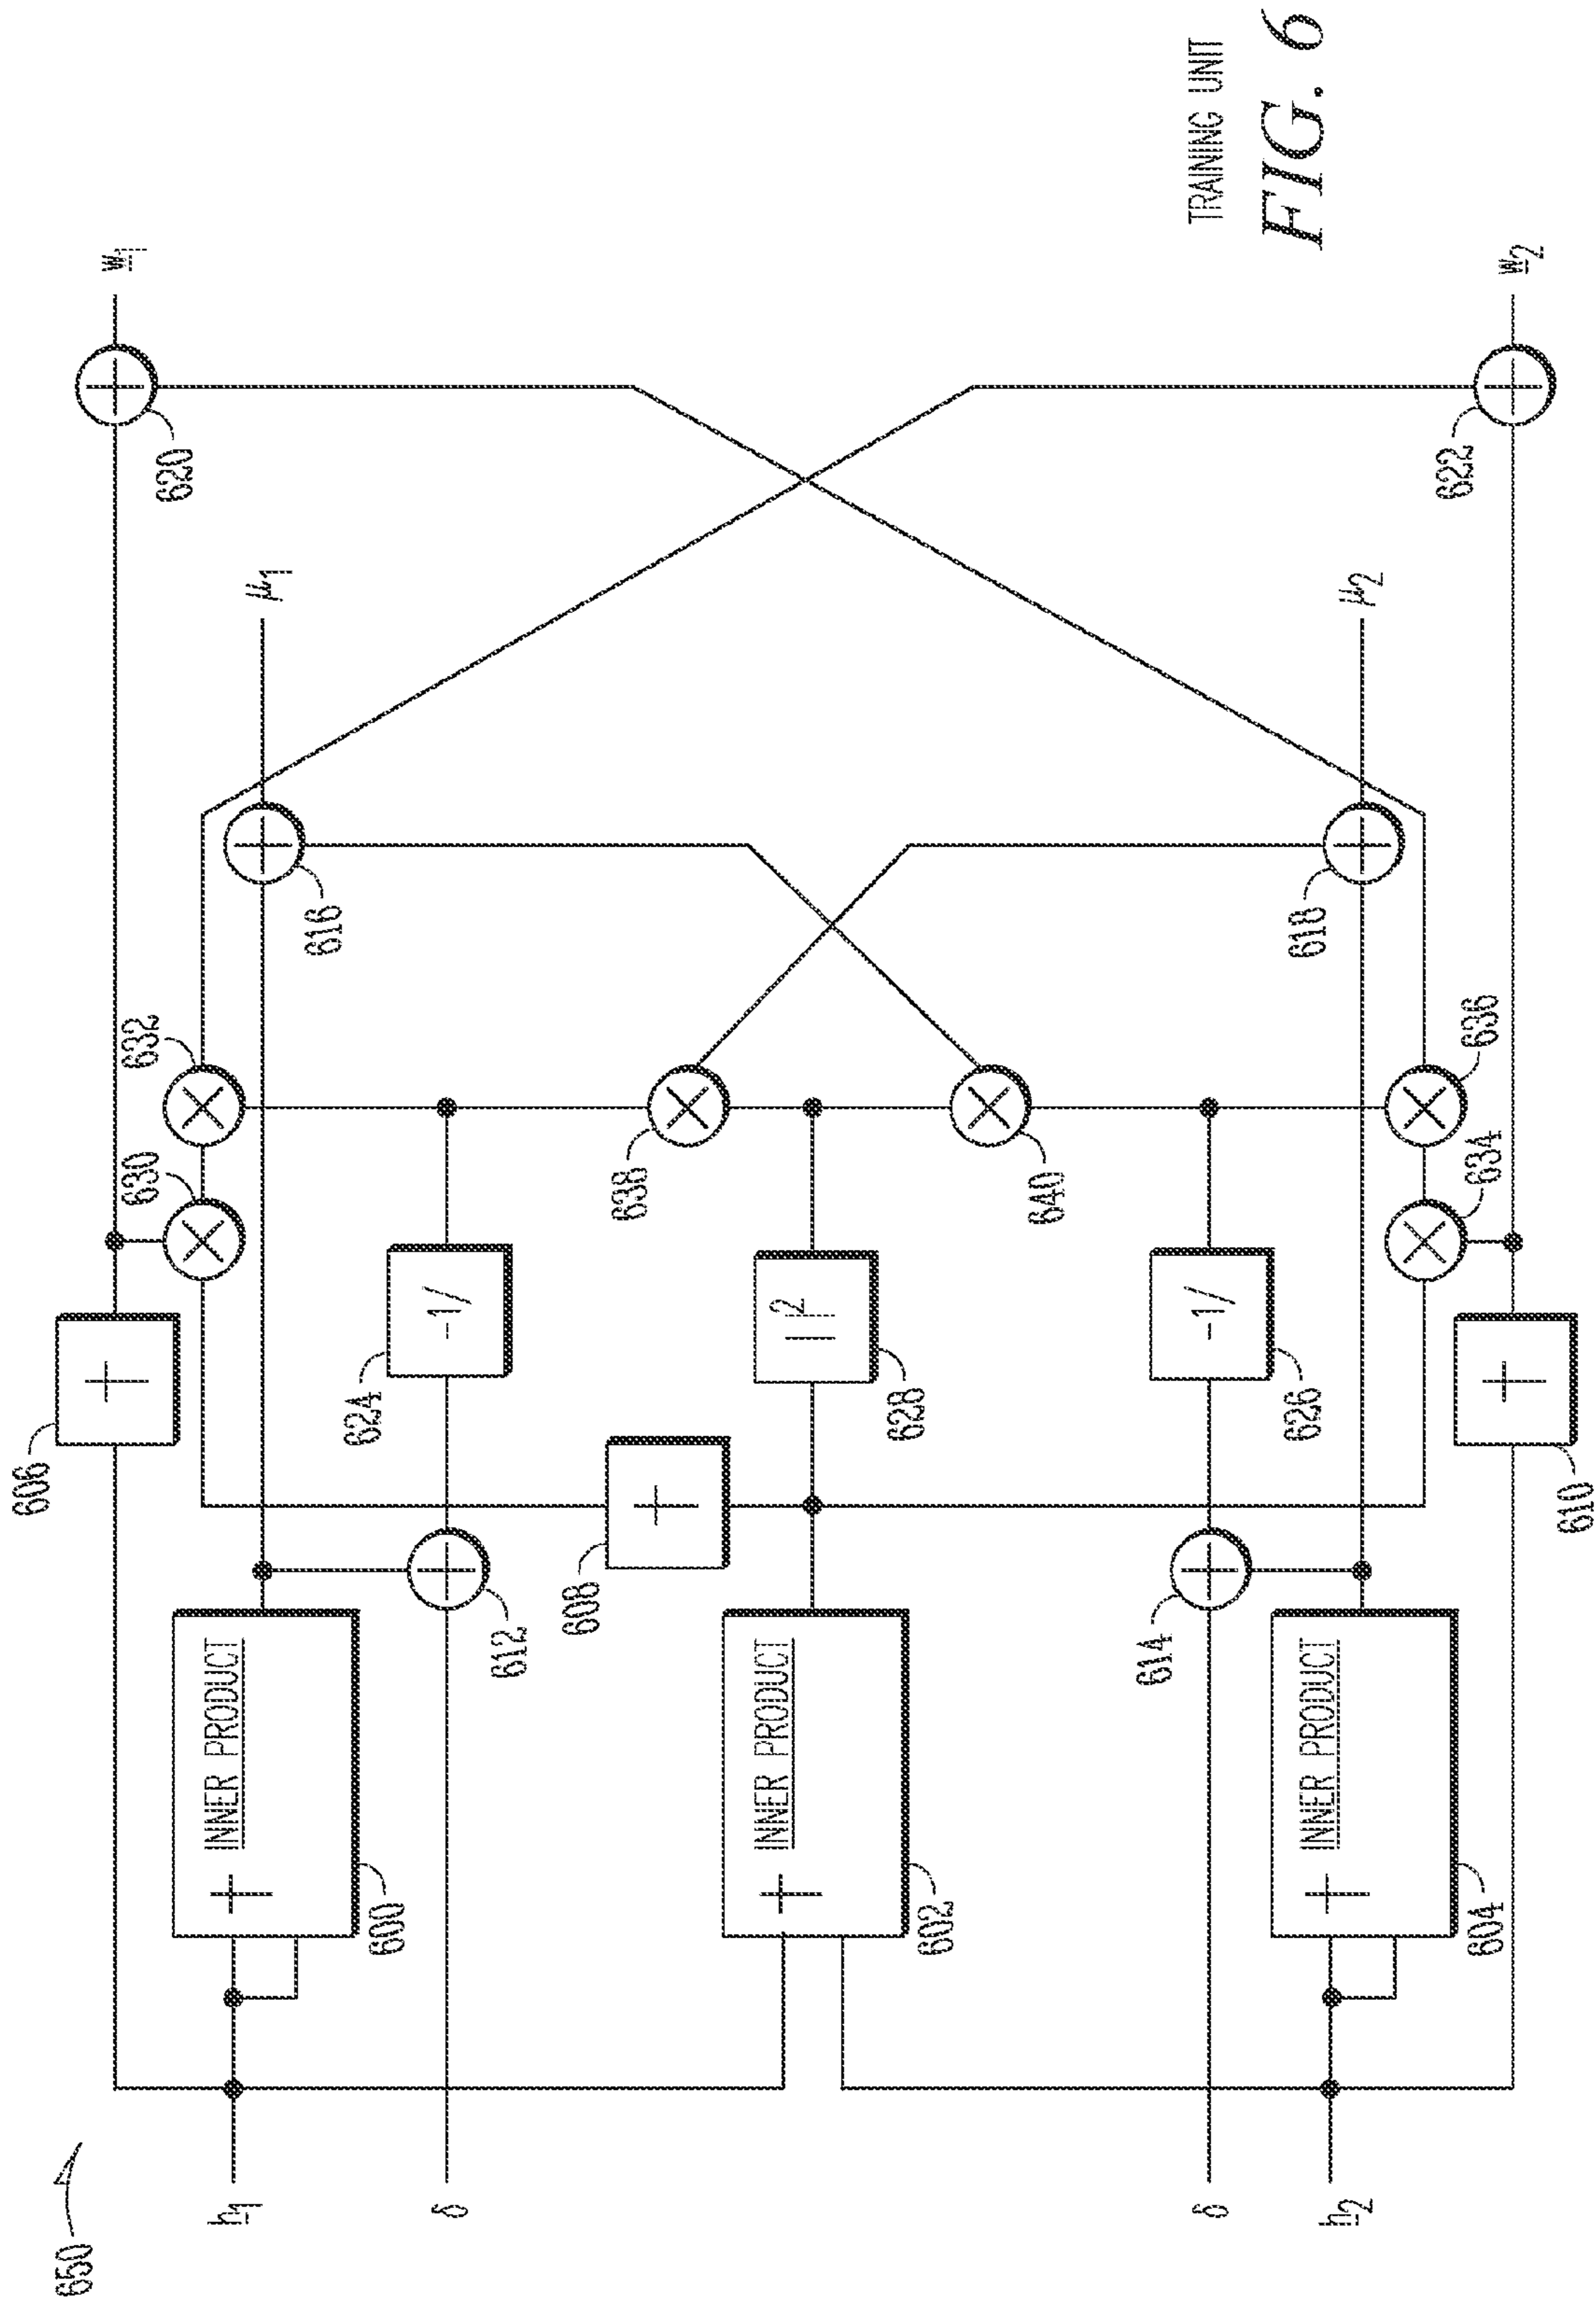 650
h1
δ
δ
h2
INNER PRODUCT
600
INNER PRODUCT
602
INNER PRODUCT
604
606
608
610
612
614
-1/
624
| |2
628
-1/
626
630
632
634
636
638
640
616
618
μ1
μ2
620
622
w1
w2
TRAINING UNIT
FIG. 6